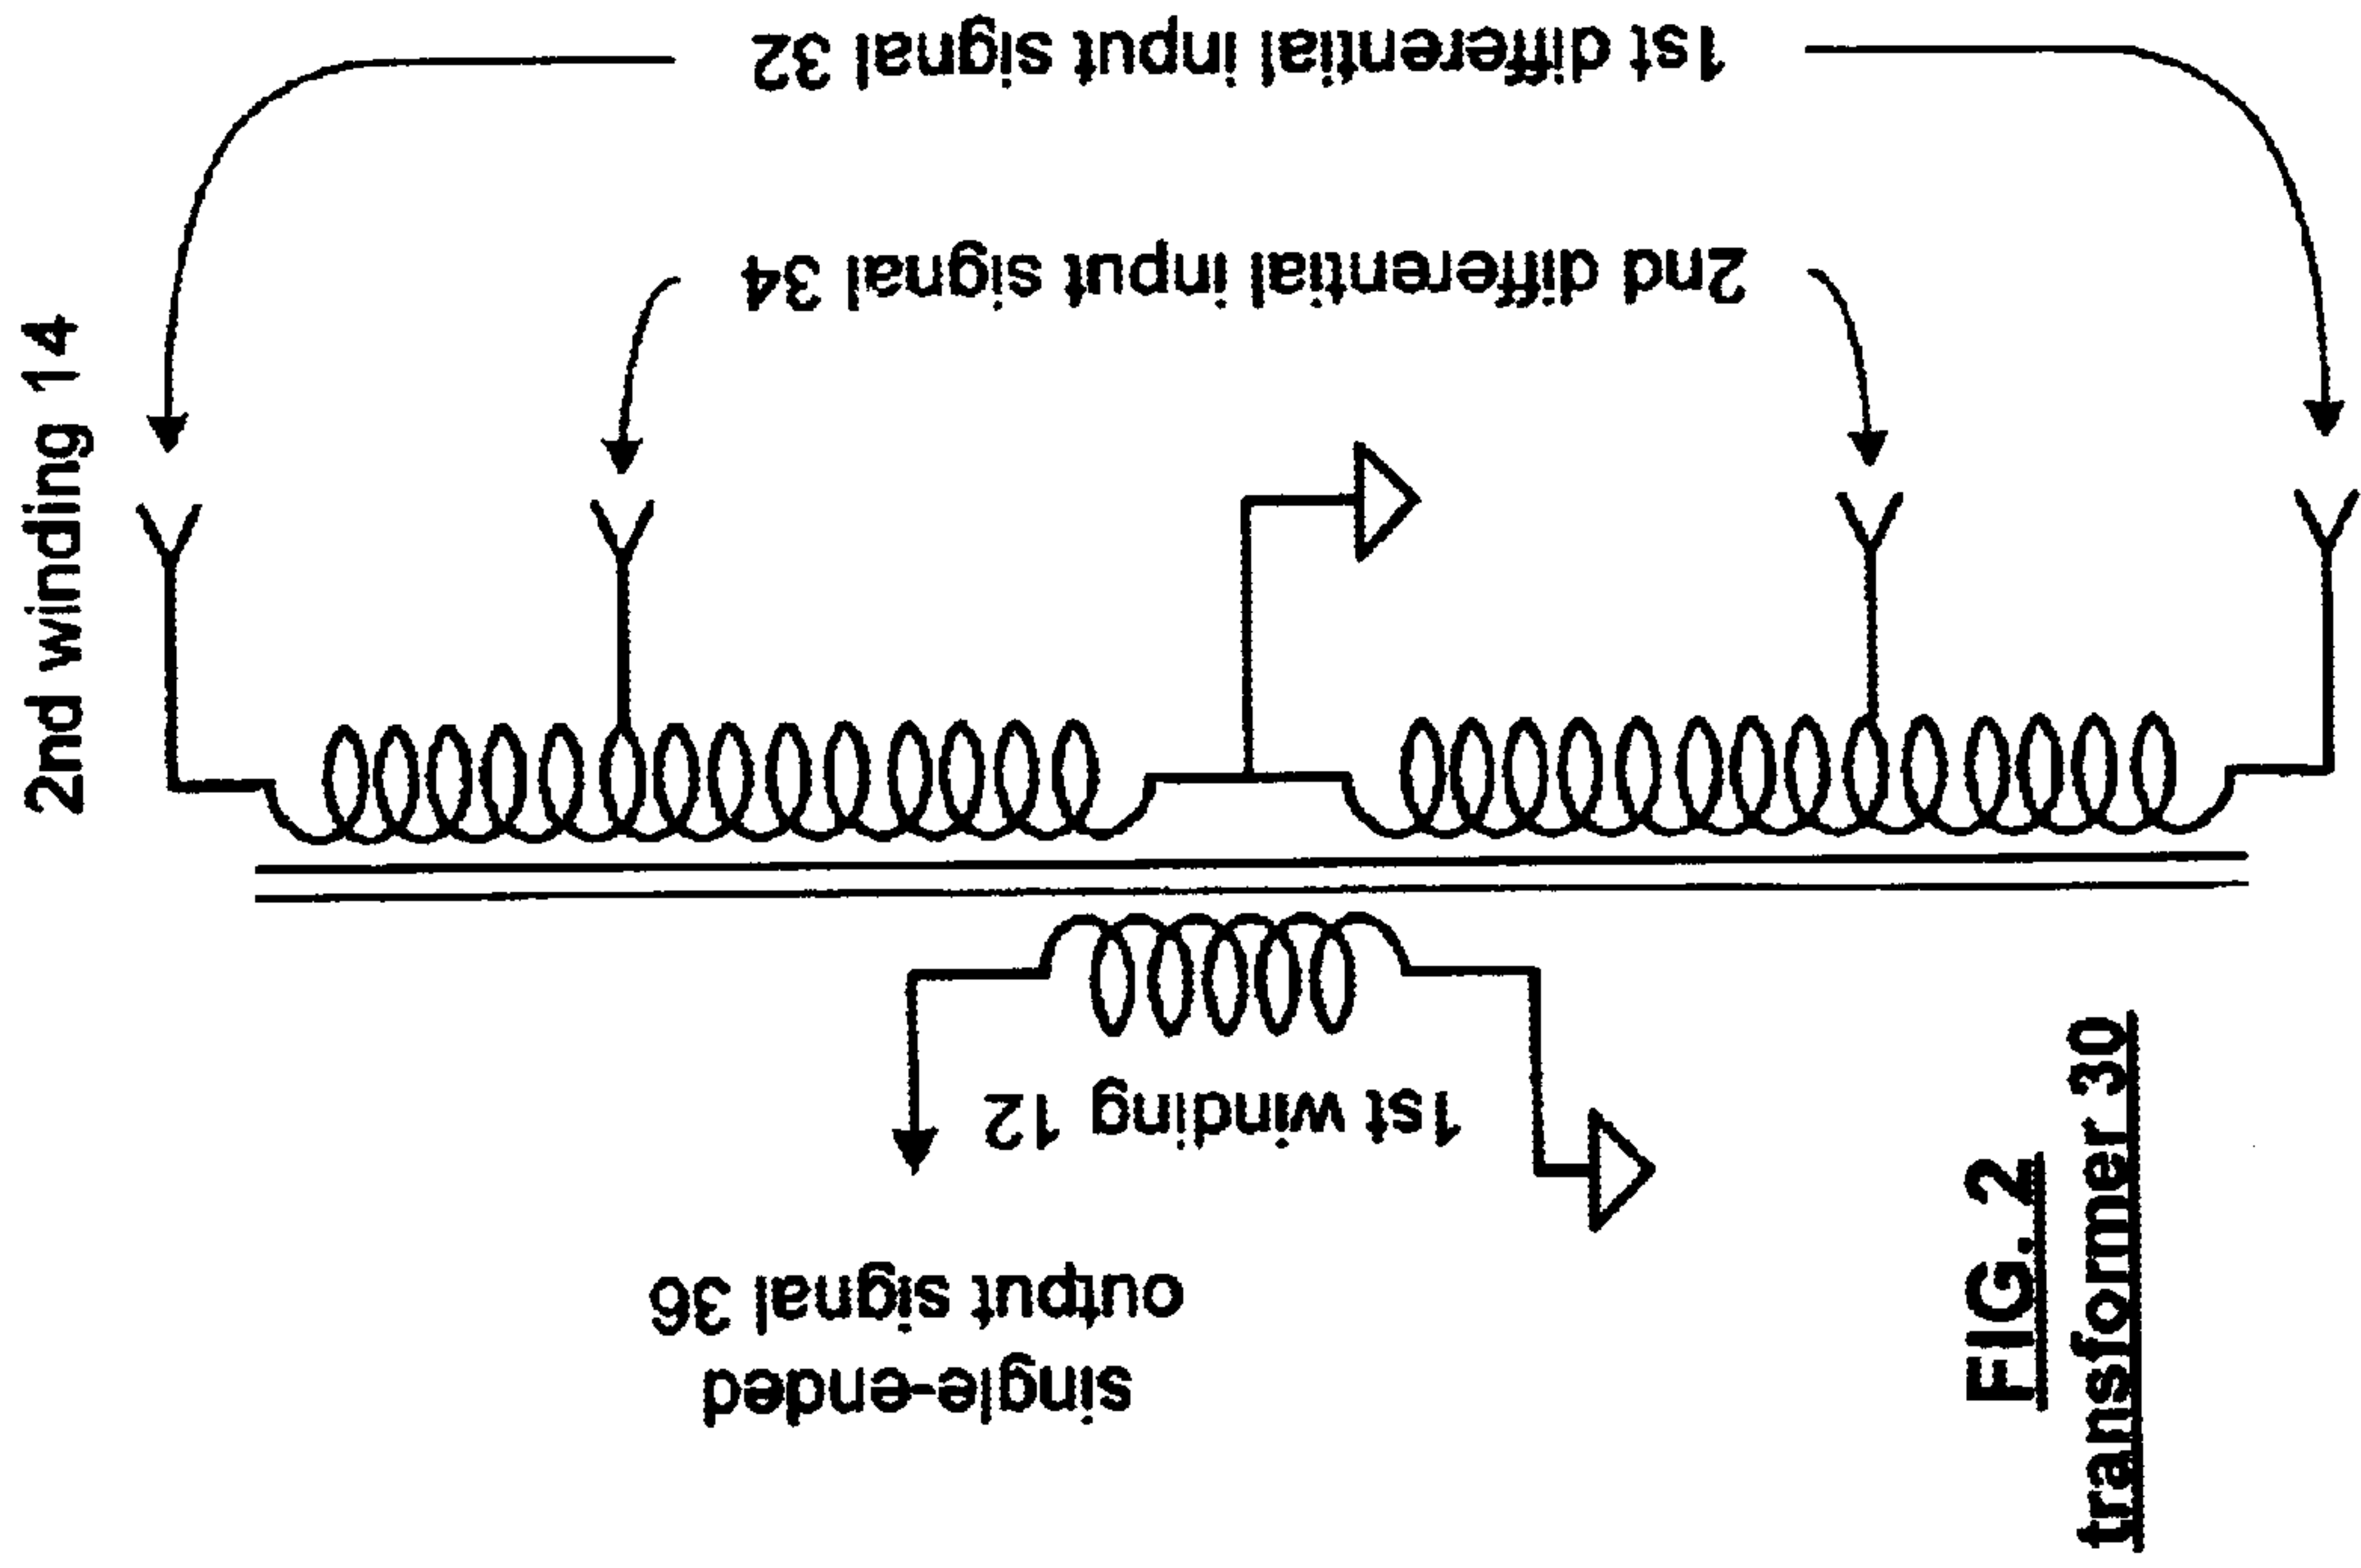 1st differential input signal 32
2nd differential input signal 34
2nd winding 14
1st winding 12
single-ended
output signal 36
FIG. 2
transformer 30